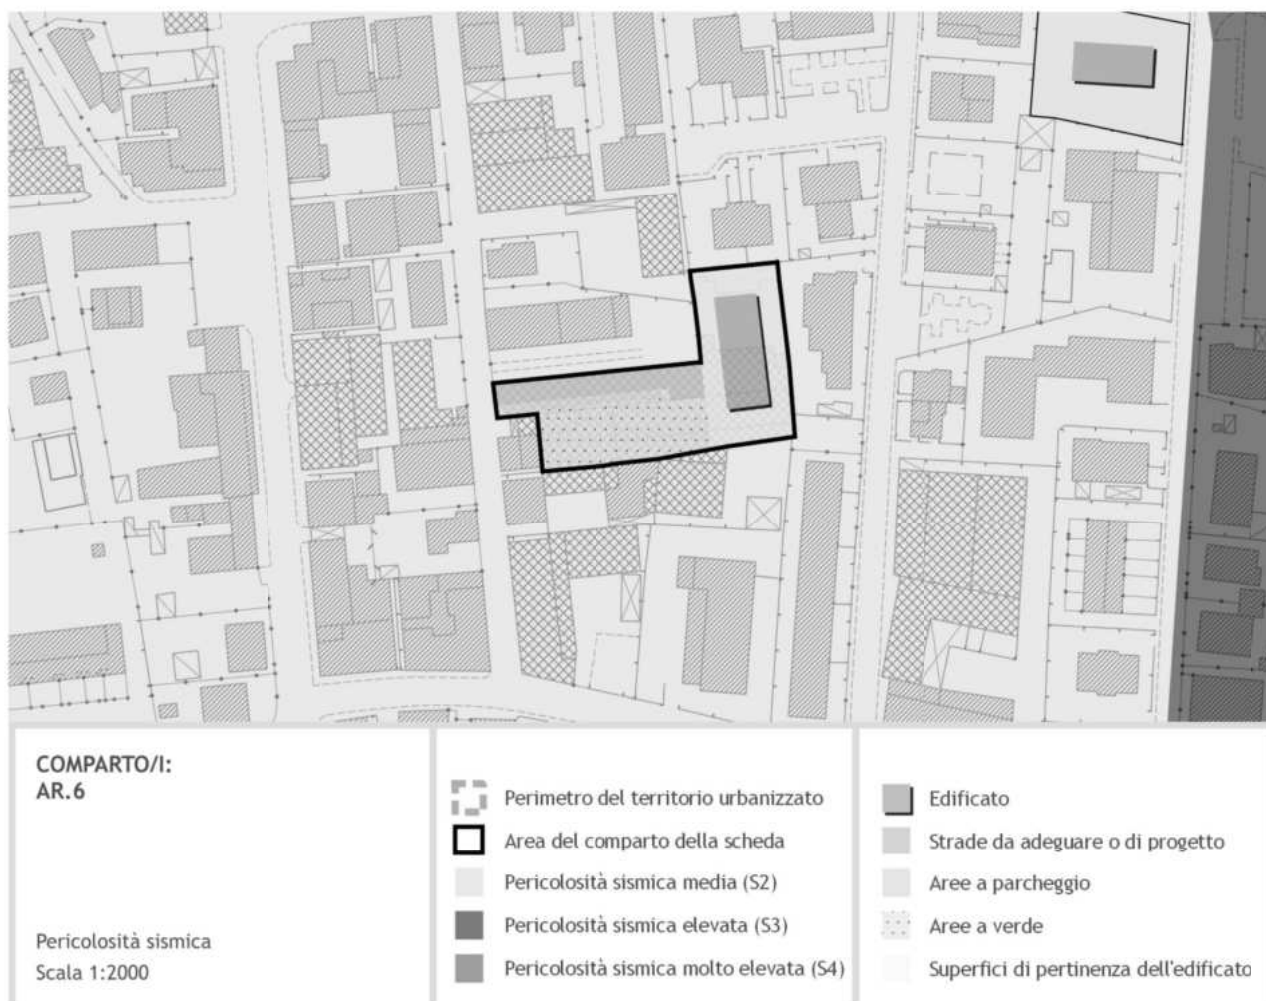 COMPARTO/I:
AR.6
Pericolosità sismica
Scala 1:2000
Perimetro del territorio urbanizzato
Area del comparto della scheda
Pericolosità sismica media (S2)
Pericolosità sismica elevata (S3)
Pericolosità sismica molto elevata (S4)
Edificato
Strade da adeguare o di progetto
Aree a parcheggio
Aree a verde
Superfici di pertinenza dell'edificato